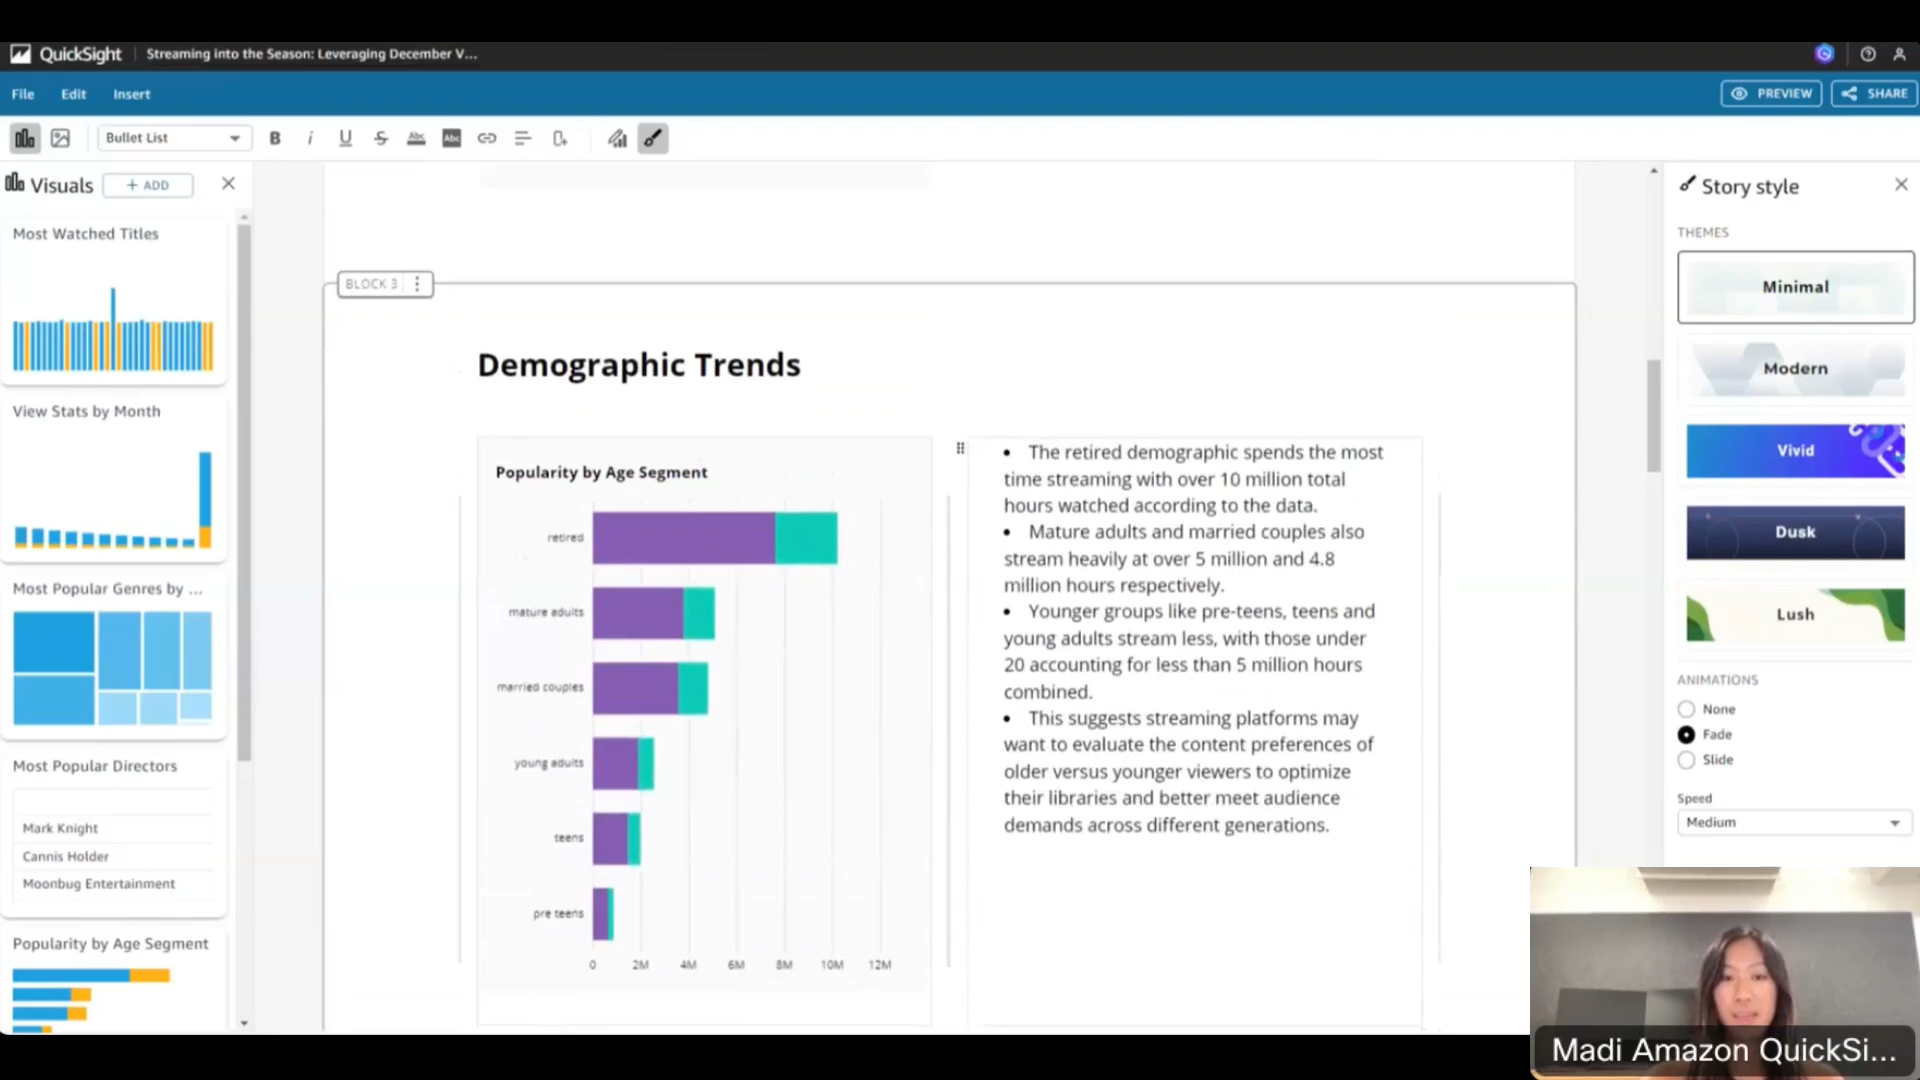 QuickSight
Streaming into the Season: Leveraging December V...
File Edit Insert
PREVIEW
SHARE
Bullet List
B i U S Abc Abc
Visuals
+ ADD
Most Watched Titles
View Stats by Month
Most Popular Genres by ...
Most Popular Directors
Mark Knight
Cannis Holder
Moonbug Entertainment
Popularity by Age Segment
BLOCK 3
Demographic Trends
Popularity by Age Segment
retired
mature adults
married couples
young adults
teens
pre teens
0 2M 4M 6M 8M 10M 12M
• The retired demographic spends the most
time streaming with over 10 million total
hours watched according to the data.
• Mature adults and married couples also
stream heavily at over 5 million and 4.8
million hours respectively.
• Younger groups like pre-teens, teens and
young adults stream less, with those under
20 accounting for less than 5 million hours
combined.
• This suggests streaming platforms may
want to evaluate the content preferences of
older versus younger viewers to optimize
their libraries and better meet audience
demands across different generations.
Story style
THEMES
Minimal
Modern
Vivid
Dusk
Lush
ANIMATIONS
None
Fade
Slide
Speed
Medium
Madi Amazon QuickSi...